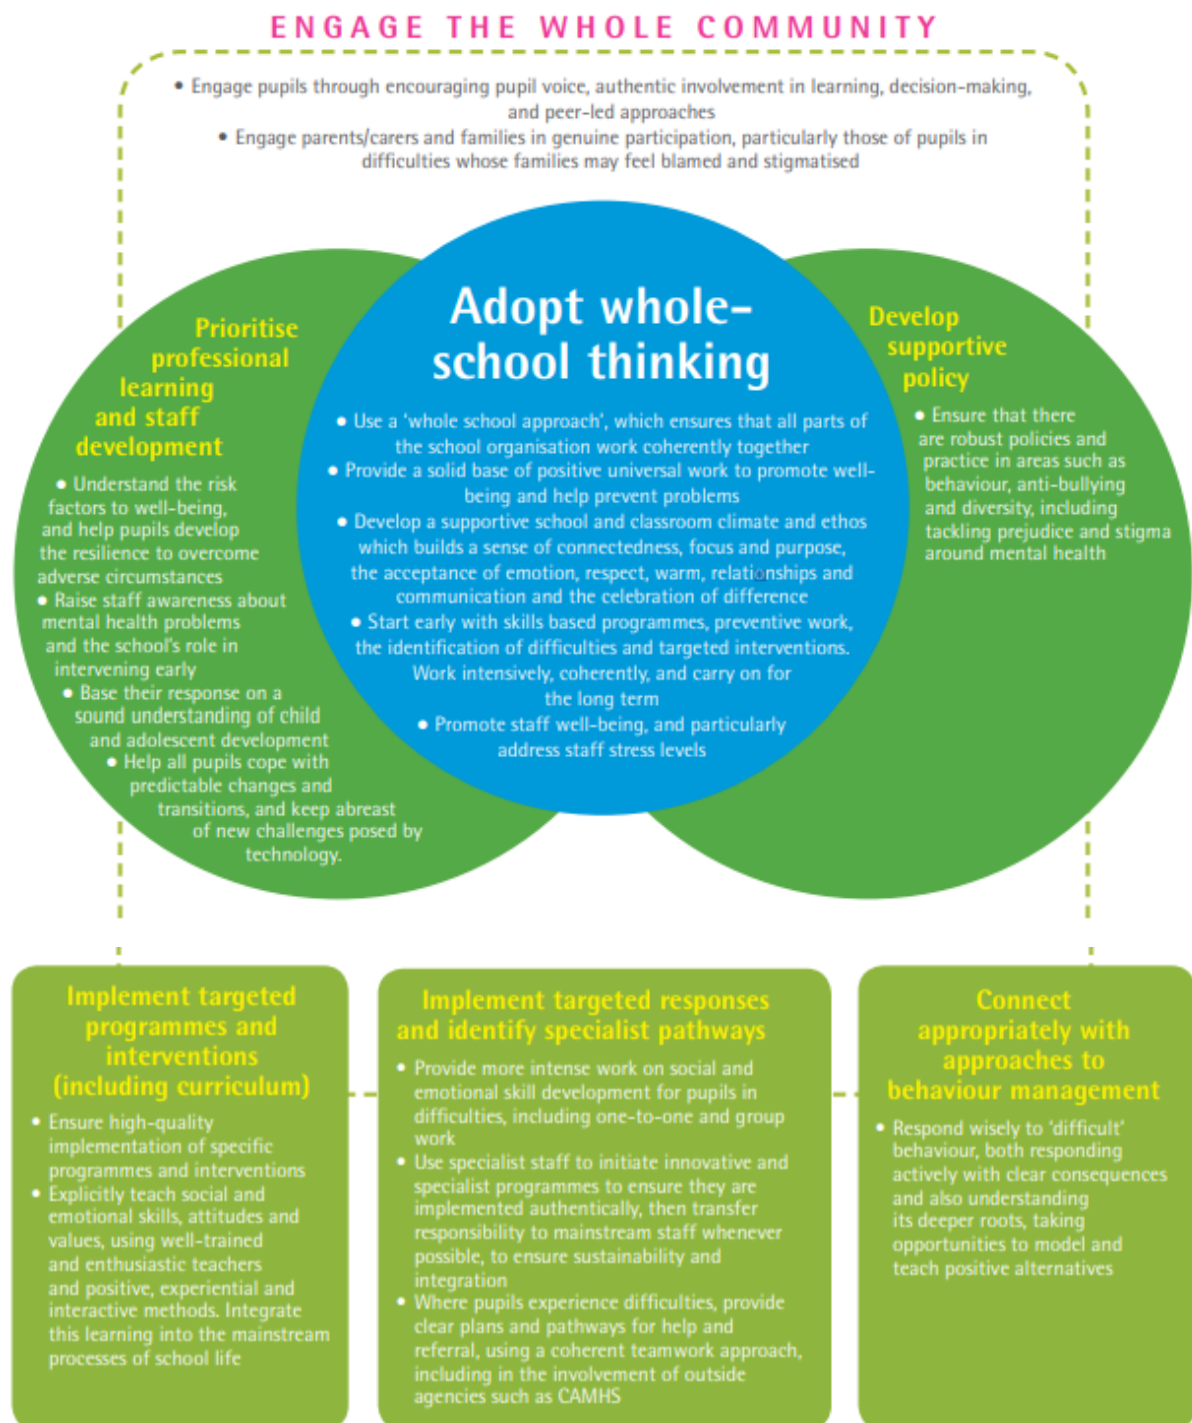 ENGAGE THE WHOLE COMMUNITY
• Engage pupils through encouraging pupil voice, authentic involvement in learning, decision-making,
and peer-led approaches
• Engage parents/carers and families in genuine participation, particularly those of pupils in
difficulties whose families may feel blamed and stigmatised
Prioritise
professional
learning
and staff
development
• Understand the risk
factors to well-being,
and help pupils develop
the resilience to overcome
adverse circumstances
• Raise staff awareness about
mental health problems
and the school's role in
intervening early
• Base their response on a
sound understanding of child
and adolescent development
• Help all pupils cope with
predictable changes and
transitions, and keep abreast
of new challenges posed by
technology.
Adopt whole-
school thinking
• Use a 'whole school approach', which ensures that all parts of
the school organisation work coherently together
• Provide a solid base of positive universal work to promote well-
being and help prevent problems
• Develop a supportive school and classroom climate and ethos
which builds a sense of connectedness, focus and purpose,
the acceptance of emotion, respect, warm, relationships and
communication and the celebration of difference
• Start early with skills based programmes, preventive work,
the identification of difficulties and targeted interventions.
Work intensively, coherently, and carry on for
the long term
• Promote staff well-being, and particularly
address staff stress levels
Develop
supportive
policy
• Ensure that there
are robust policies and
practice in areas such as
behaviour, anti-bullying
and diversity, including
tackling prejudice and stigma
around mental health
Implement targeted
programmes and
interventions
(including curriculum)
• Ensure high-quality
implementation of specific
programmes and interventions
• Explicitly teach social and
emotional skills, attitudes and
values, using well-trained
and enthusiastic teachers
and positive, experiential and
interactive methods. Integrate
this learning into the mainstream
processes of school life
Implement targeted responses
and identify specialist pathways
• Provide more intense work on social and
emotional skill development for pupils in
difficulties, including one-to-one and group
work
• Use specialist staff to initiate innovative and
specialist programmes to ensure they are
implemented authentically, then transfer
responsibility to mainstream staff whenever
possible, to ensure sustainability and
integration
• Where pupils experience difficulties, provide
clear plans and pathways for help and
referral, using a coherent teamwork approach,
including in the involvement of outside
agencies such as CAMHS
Connect
appropriately with
approaches to
behaviour management
• Respond wisely to 'difficult'
behaviour, both responding
actively with clear consequences
and also understanding
its deeper roots, taking
opportunities to model and
teach positive alternatives